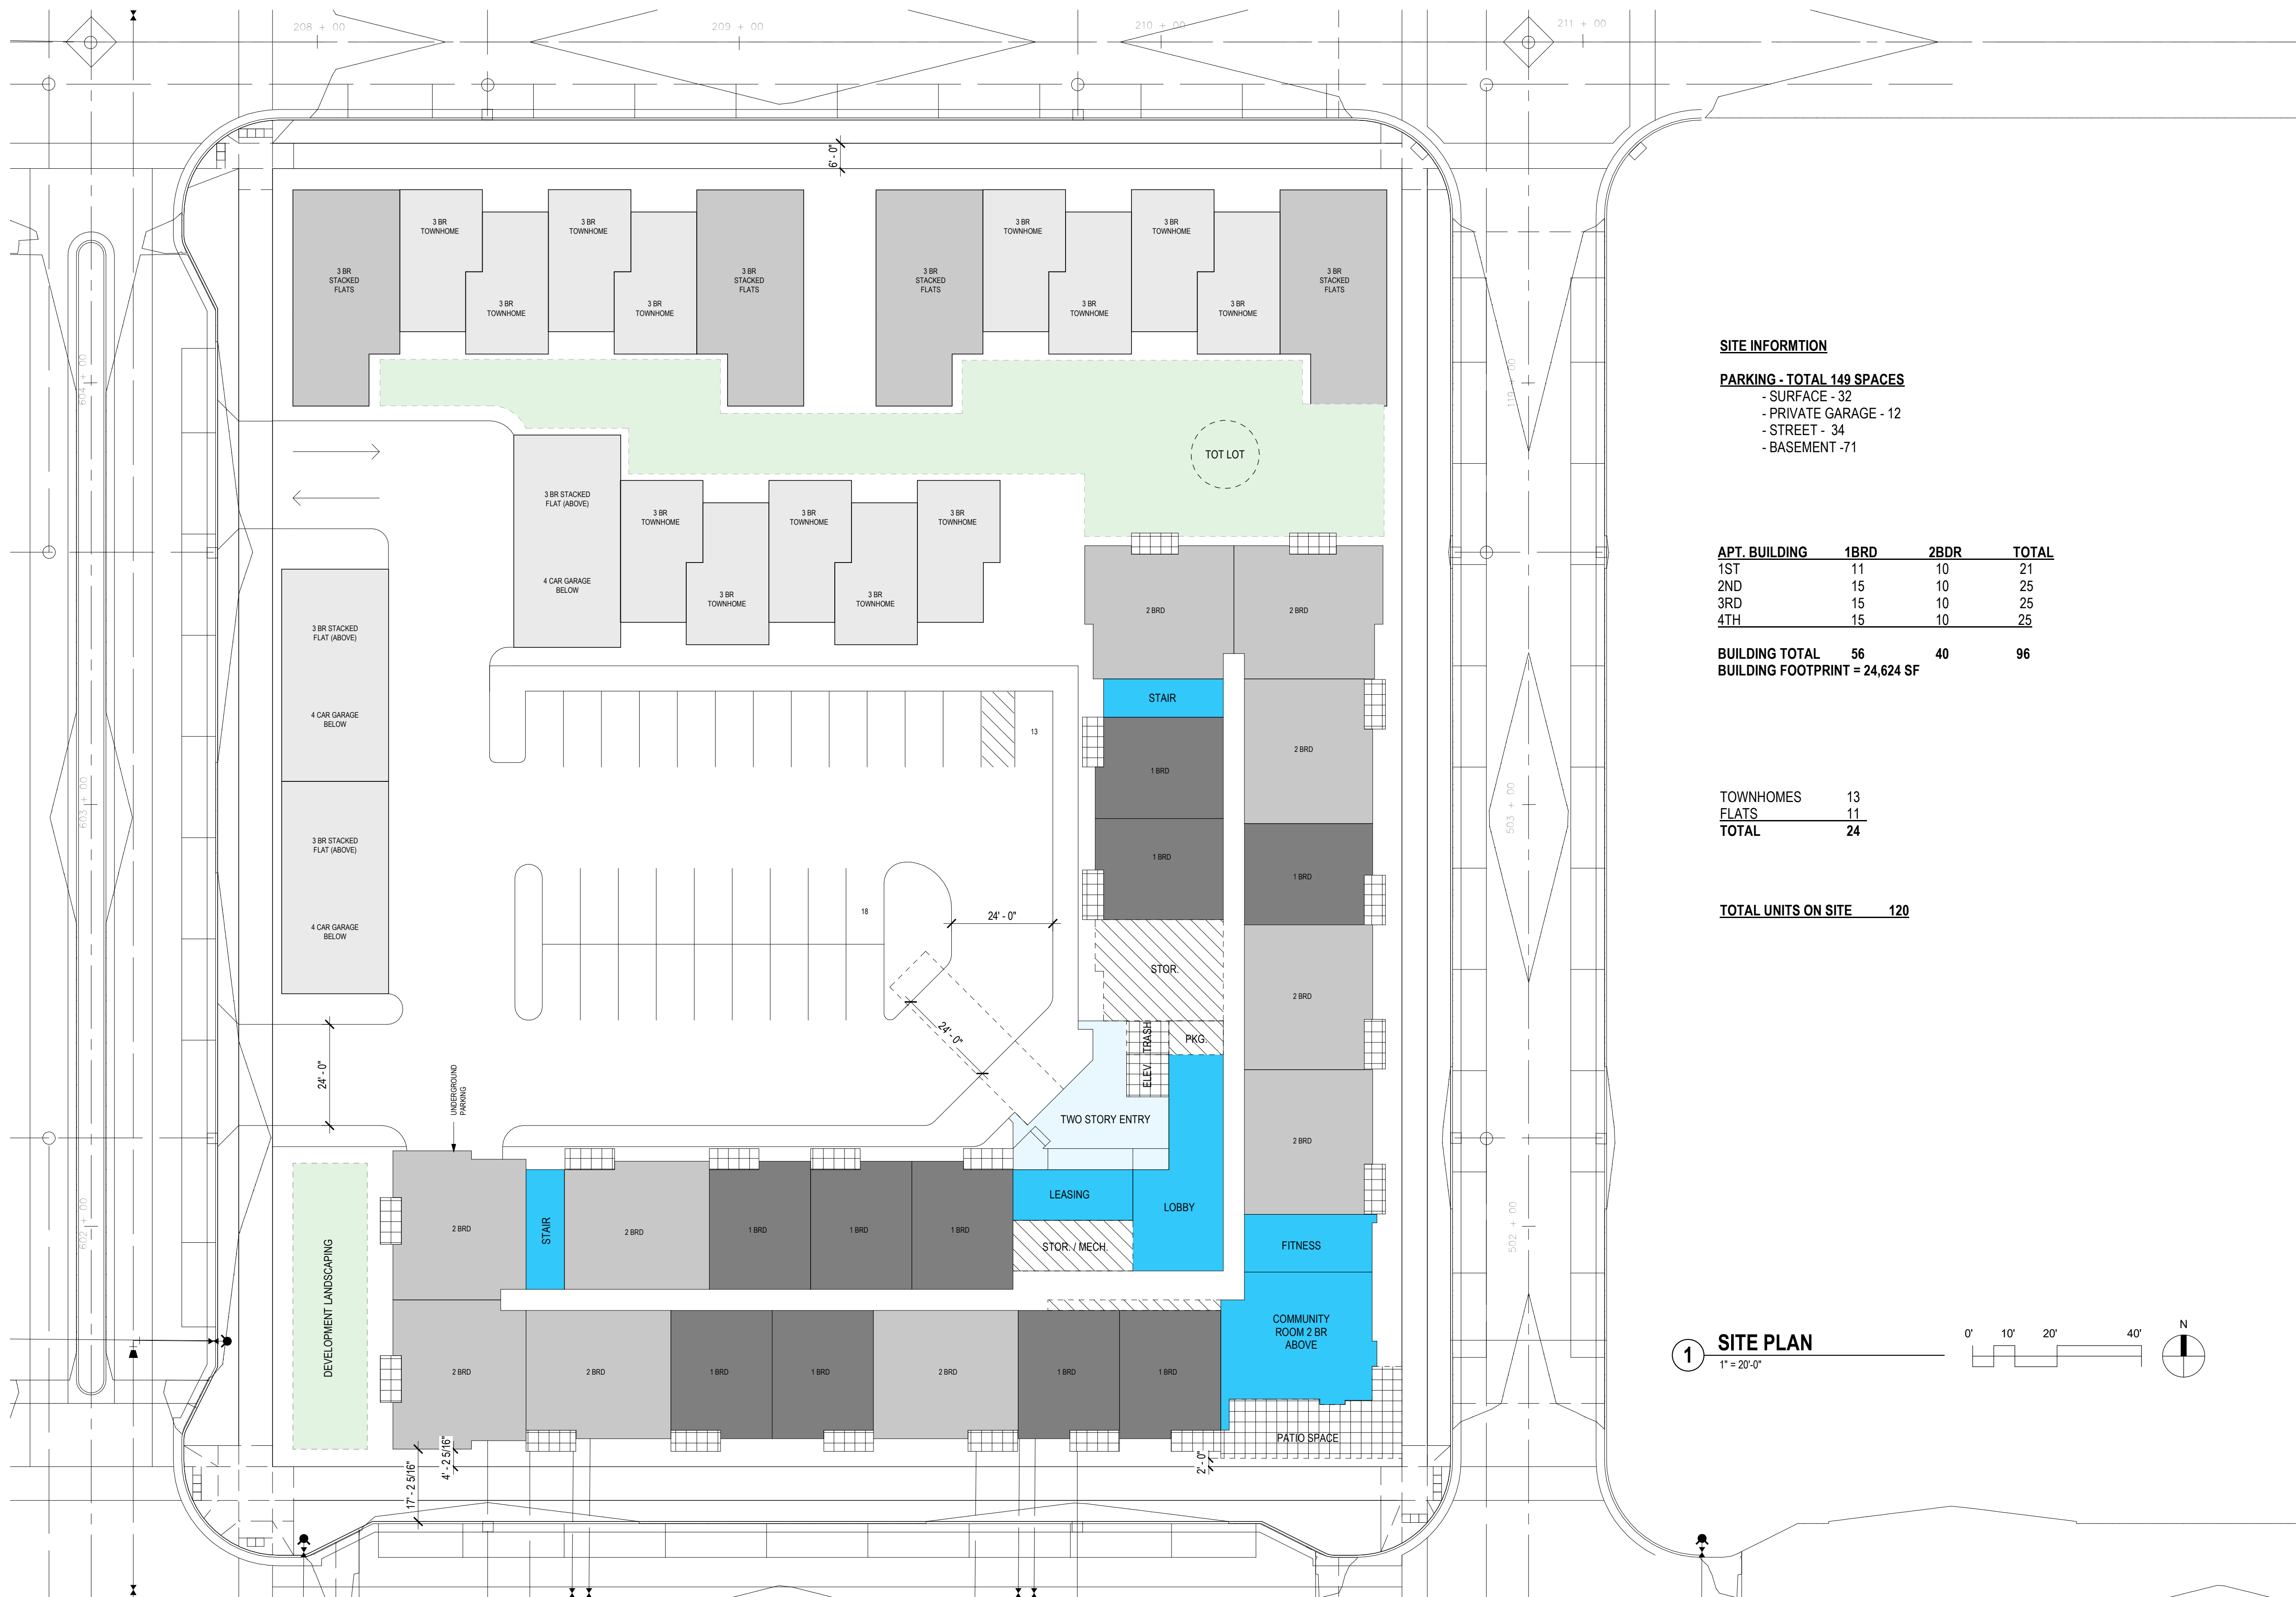 208 + 00
209 + 00
210 + 00
211 + 00
6' - 0"
3 BR
TOWNHOME
3 BR
TOWNHOME
3 BR
TOWNHOME
3 BR
TOWNHOME
3 BR
STACKED
FLATS
3 BR
STACKED
FLATS
3 BR
STACKED
FLATS
3 BR
STACKED
FLATS
3 BR
TOWNHOME
3 BR
TOWNHOME
3 BR
TOWNHOME
3 BR
TOWNHOME
604 + 00
119 + 00
TOT LOT
3 BR STACKED
FLAT (ABOVE)
4 CAR GARAGE
BELOW
3 BR
TOWNHOME
3 BR
TOWNHOME
3 BR
TOWNHOME
3 BR
TOWNHOME
3 BR
TOWNHOME
3 BR STACKED
FLAT (ABOVE)
4 CAR GARAGE
BELOW
3 BR STACKED
FLAT (ABOVE)
4 CAR GARAGE
BELOW
603 + 00
503 + 00
2 BRD
2 BRD
STAIR
13
1 BRD
2 BRD
1 BRD
1 BRD
18
24' - 0"
STOR.
2 BRD
24' - 0"
24' - 0"
UNDERGROUND
PARKING
ELEV.
TRASH
PKG.
TWO STORY ENTRY
2 BRD
LEASING
LOBBY
STOR. / MECH.
FITNESS
COMMUNITY
ROOM 2 BR
ABOVE
PATIO SPACE
602 + 00
502 + 00
DEVELOPMENT LANDSCAPING
2 BRD
STAIR
2 BRD
1 BRD
1 BRD
1 BRD
2 BRD
2 BRD
1 BRD
1 BRD
2 BRD
1 BRD
1 BRD
17' - 2 5/16"
4' - 2 5/16"
2' - 0"
SITE INFORMTION
PARKING - TOTAL 149 SPACES
- SURFACE - 32
- PRIVATE GARAGE - 12
- STREET - 34
- BASEMENT -71
APT. BUILDING 1BRD 2BDR TOTAL
1ST 11 10 21
2ND 15 10 25
3RD 15 10 25
4TH 15 10 25
BUILDING TOTAL 56 40 96
BUILDING FOOTPRINT = 24,624 SF
TOWNHOMES 13
FLATS 11
TOTAL 24
TOTAL UNITS ON SITE 120
1 SITE PLAN
1" = 20'-0"
0' 10' 20' 40'
N